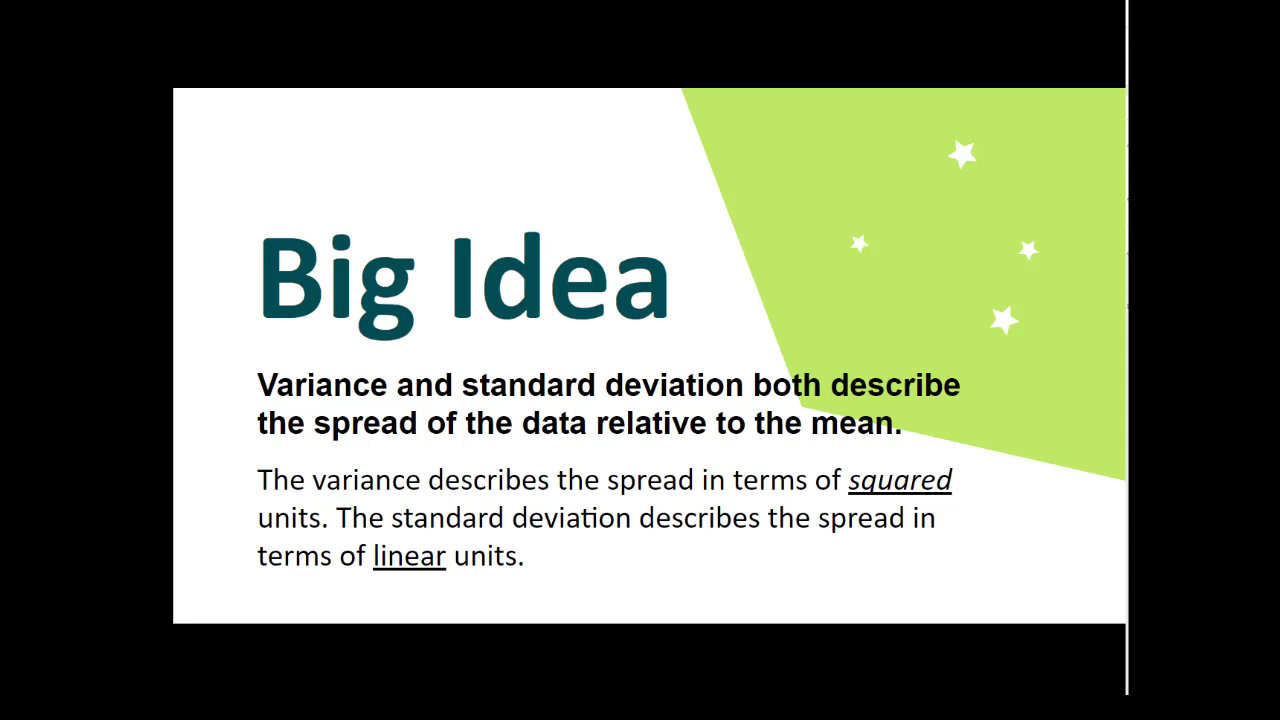 Big Idea
Variance and standard deviation both describe
the spread of the data relative to the mean.
The variance describes the spread in terms of squared
units. The standard deviation describes the spread in
terms of linear units.